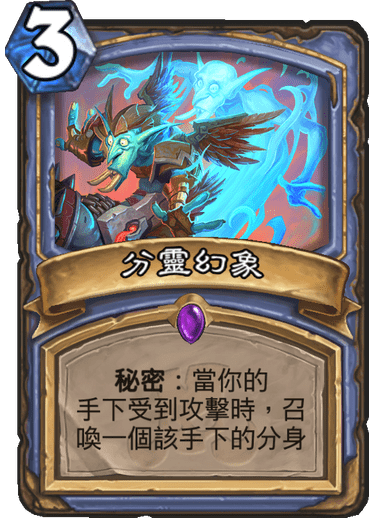 3
分靈幻象
秘密：當你的
手下受到攻擊時，召
喚一個該手下的分身